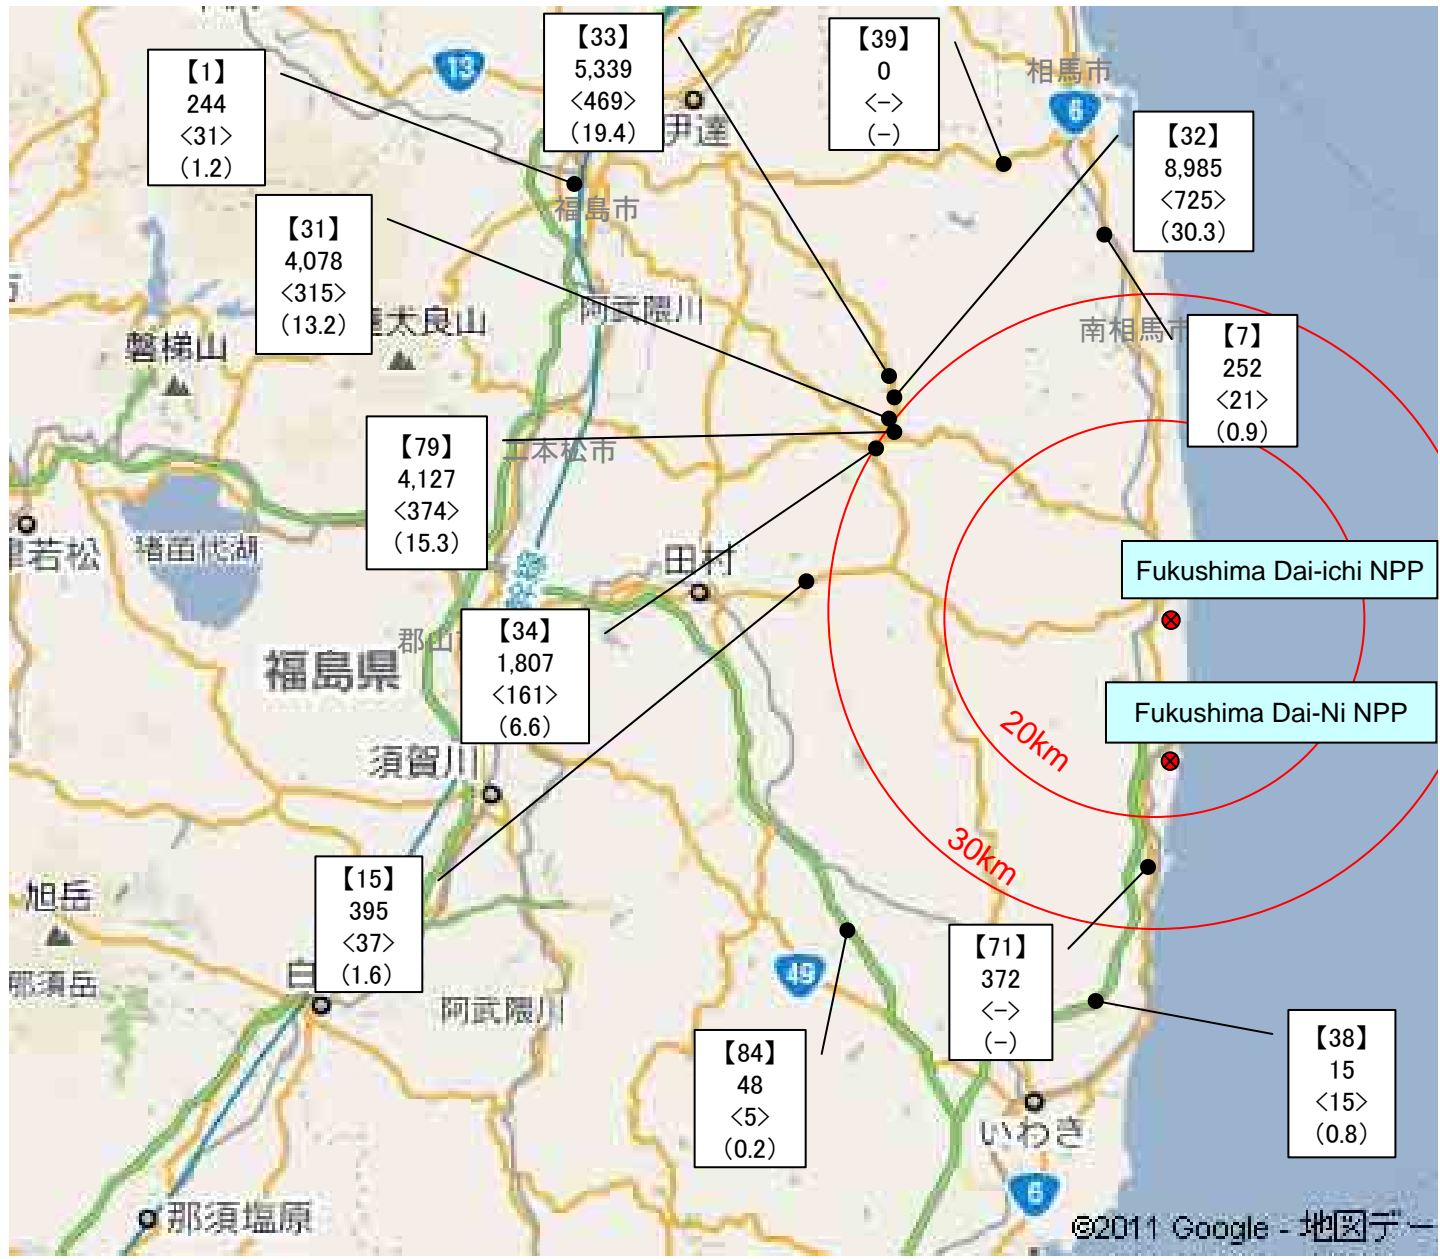 【33】
5,339
<469>
(19.4)
【39】
0
<->
(-)
【1】
244
<31>
(1.2)
13
伊達
相馬市
6
【32】
8,985
<725>
(30.3)
福島市
【31】
4,078
<315>
(13.2)
阿武隈川
太良山
磐梯山
南相馬市
【7】
252
<21>
(0.9)
【79】
4,127
<374>
(15.3)
二本松市
若松
猪苗代湖
田村
Fukushima Dai-ichi NPP
【34】
1,807
<161>
(6.6)
郡山
福島県
Fukushima Dai-Ni NPP
20km
須賀川
30km
【15】
395
<37>
(1.6)
旭岳
那須岳
白
阿武隈川
49
【71】
372
<->
(-)
【84】
48
<5>
(0.2)
【38】
15
<15>
(0.8)
いわき
6
那須塩原
©2011 Google - 地図デー